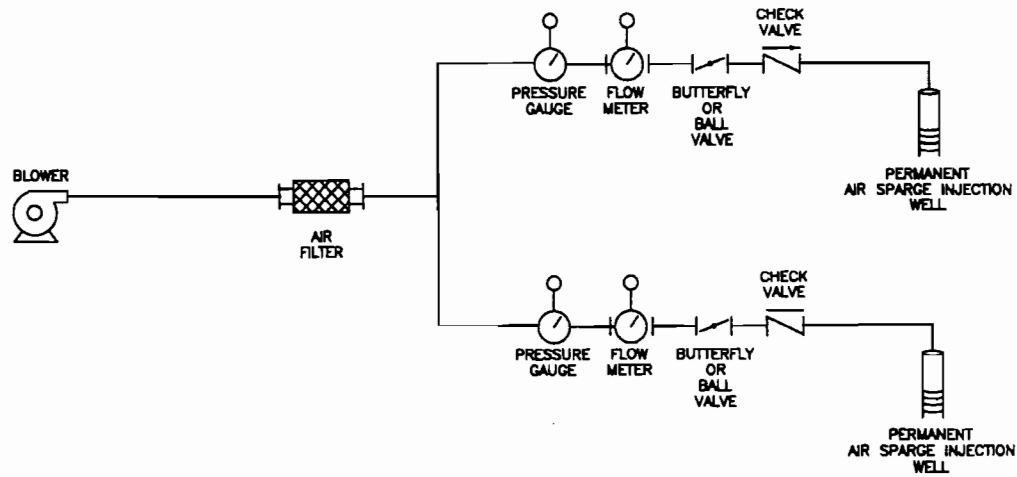 CHECK
VALVE
PRESSURE
GAUGE
FLOW
METER
BUTTERFLY
OR
BALL
VALVE
PERMANENT
AIR SPARGE INJECTION
WELL
BLOWER
AIR
FILTER
CHECK
VALVE
PRESSURE
GAUGE
FLOW
METER
BUTTERFLY
OR
BALL
VALVE
PERMANENT
AIR SPARGE INJECTION
WELL